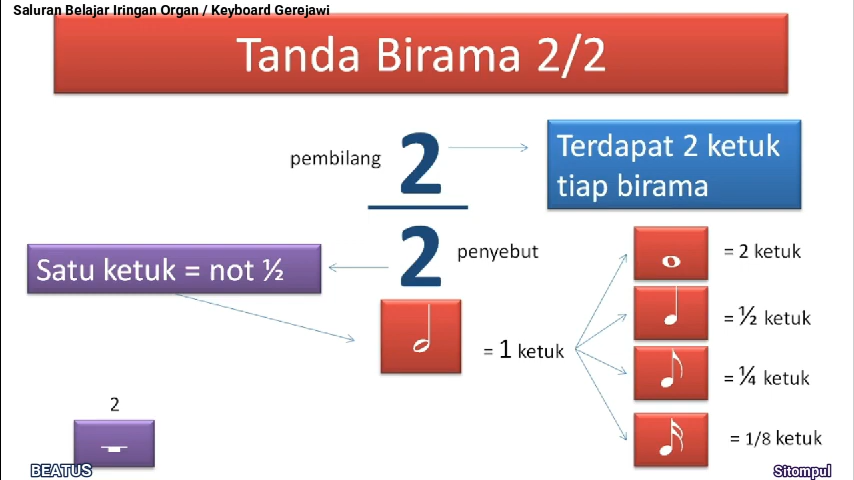 Saluran Belajar Iringan Organ / Keyboard Gerejawi
Tanda Birama 2/2
pembilang
2
Terdapat 2 ketuk
tiap birama
2
penyebut
Satu ketuk = not ½
= 1 ketuk
= 2 ketuk
= ½ ketuk
= ¼ ketuk
= 1/8 ketuk
2
BEATUS
Sitompul